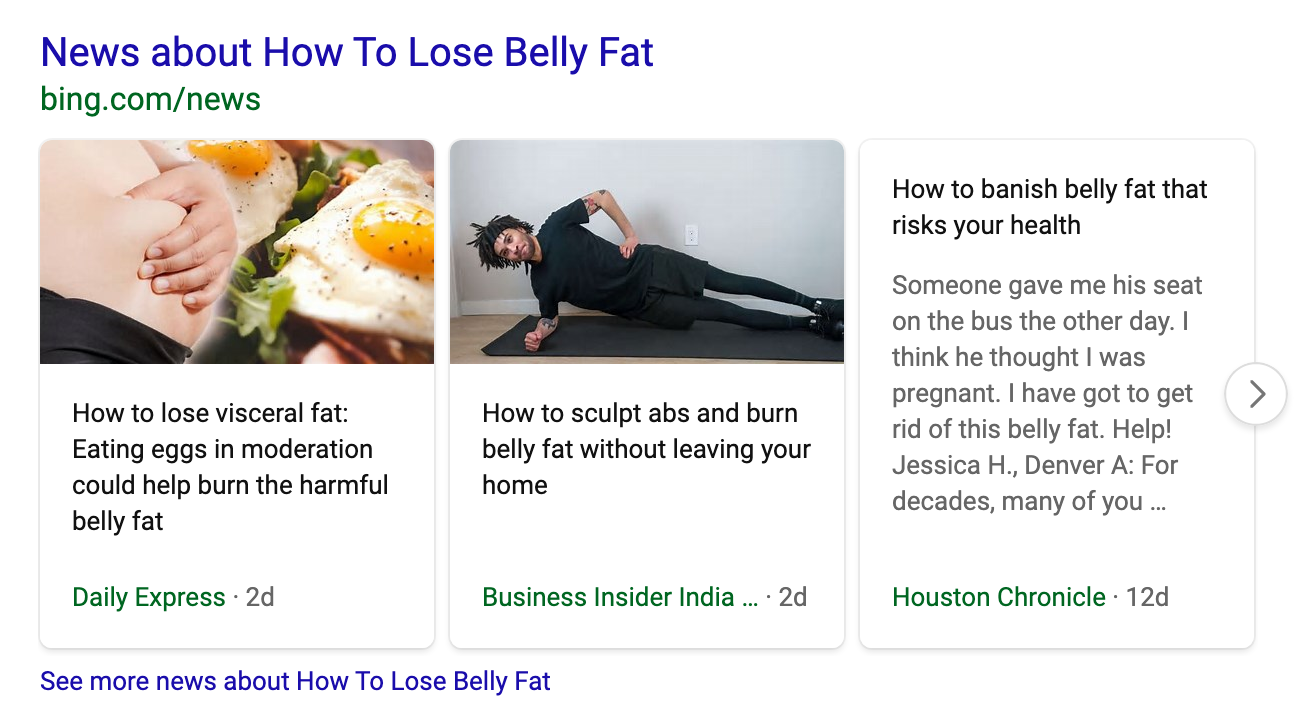 News about How To Lose Belly Fat
bing.com/news
How to lose visceral fat:
Eating eggs in moderation
could help burn the harmful
belly fat
Daily Express · 2d
How to sculpt abs and burn
belly fat without leaving your
home
Business Insider India ... · 2d
How to banish belly fat that
risks your health
Someone gave me his seat
on the bus the other day. I
think he thought I was
pregnant. I have got to get
rid of this belly fat. Help!
Jessica H., Denver A: For
decades, many of you ...
Houston Chronicle · 12d
See more news about How To Lose Belly Fat